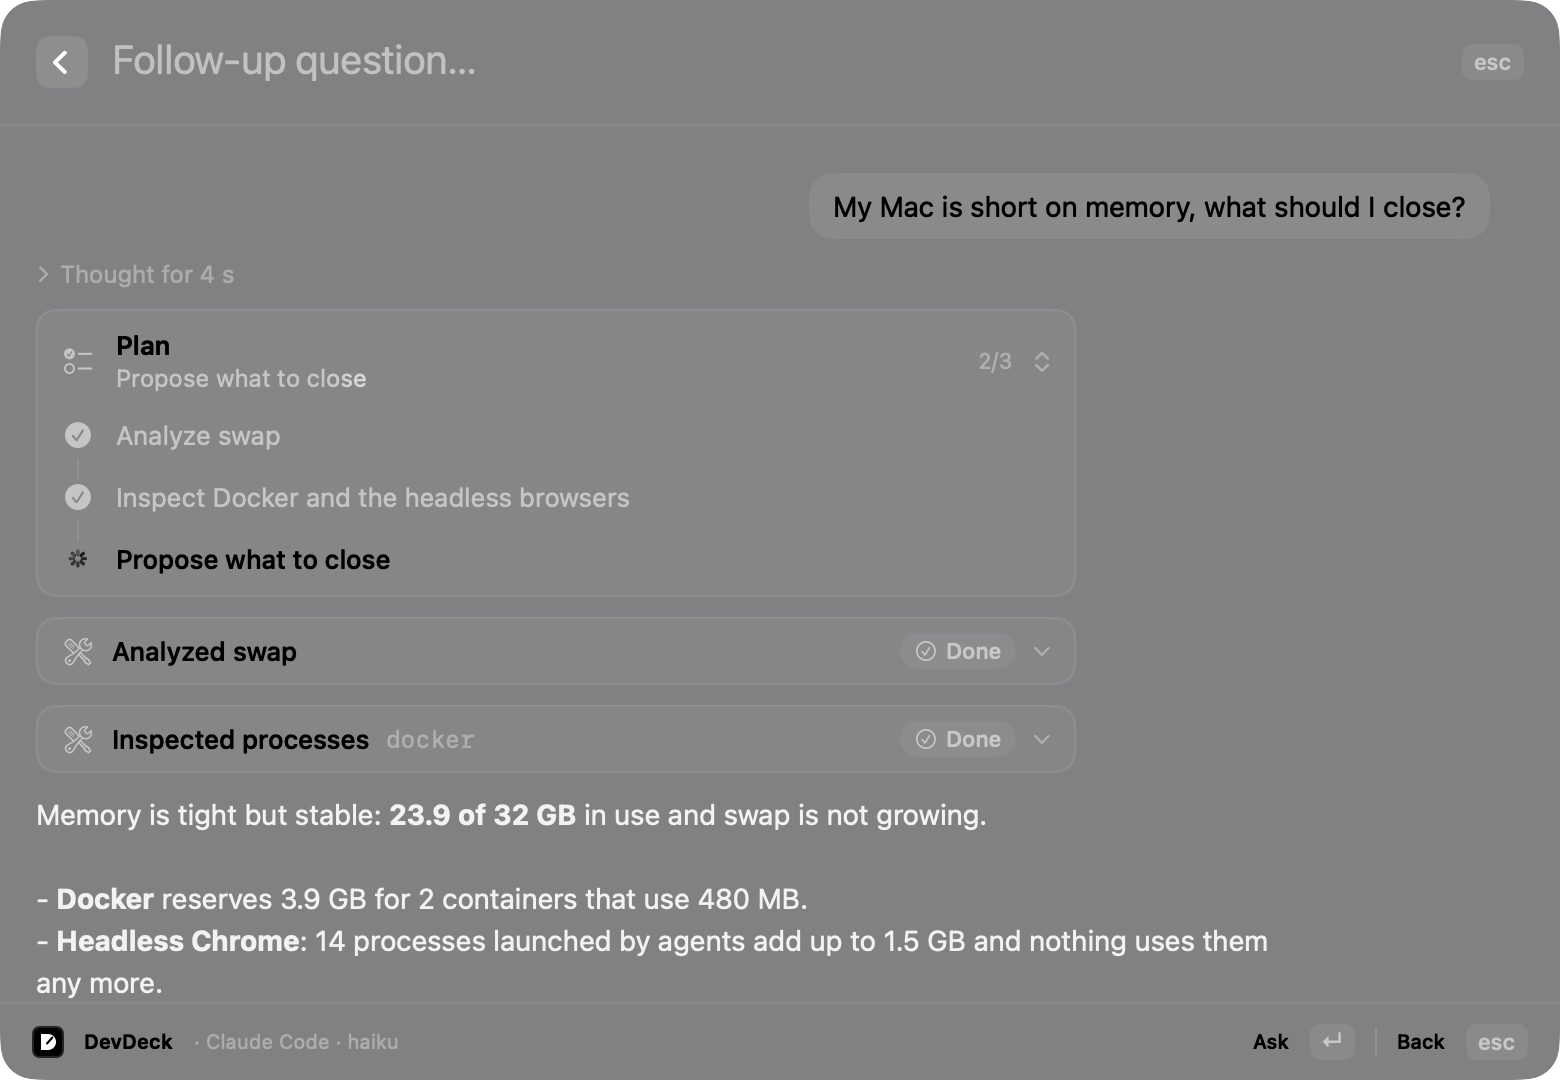 Follow-up question...
esc
My Mac is short on memory, what should I close?
Thought for 4 s
Plan
Propose what to close
2/3
Analyze swap
Inspect Docker and the headless browsers
Propose what to close
Analyzed swap
Done
Inspected processes docker
Done
Memory is tight but stable: 23.9 of 32 GB in use and swap is not growing.
- Docker reserves 3.9 GB for 2 containers that use 480 MB.
- Headless Chrome: 14 processes launched by agents add up to 1.5 GB and nothing uses them
any more.
DevDeck · Claude Code · haiku
Ask
Back esc